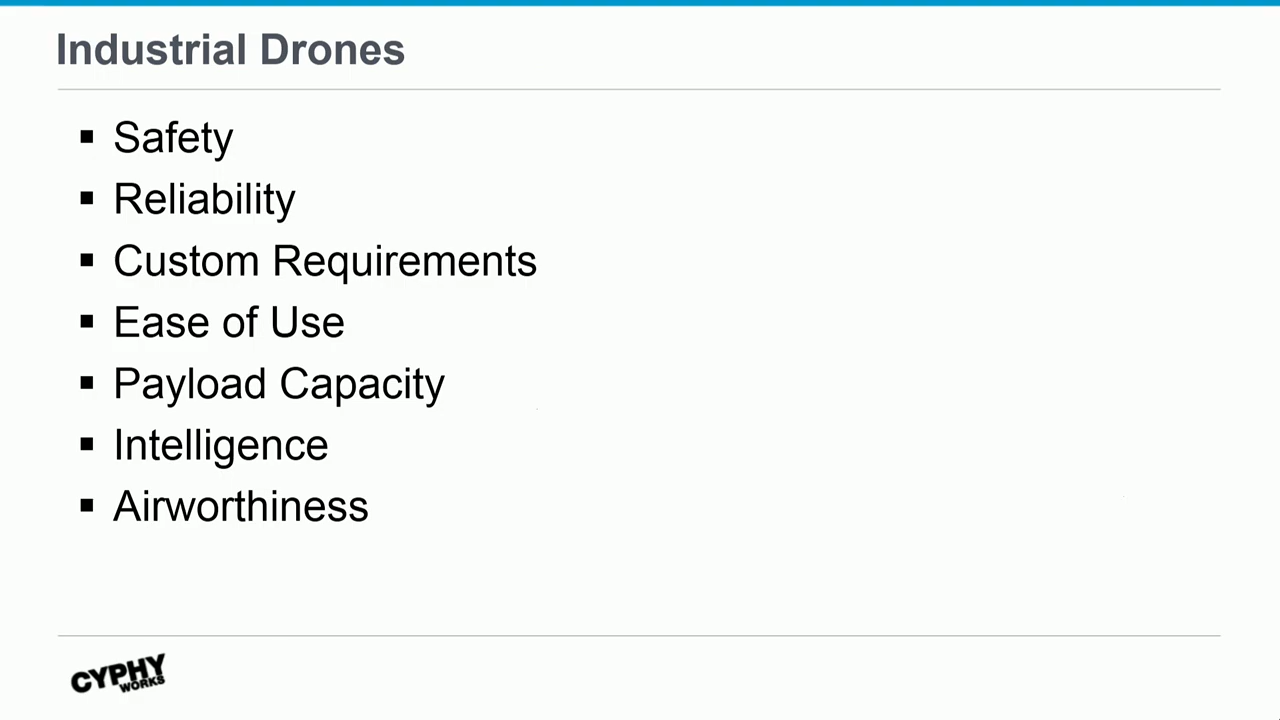 Industrial Drones
▪ Safety
▪ Reliability
▪ Custom Requirements
▪ Ease of Use
▪ Payload Capacity
▪ Intelligence
▪ Airworthiness
CYPHY
WORKS